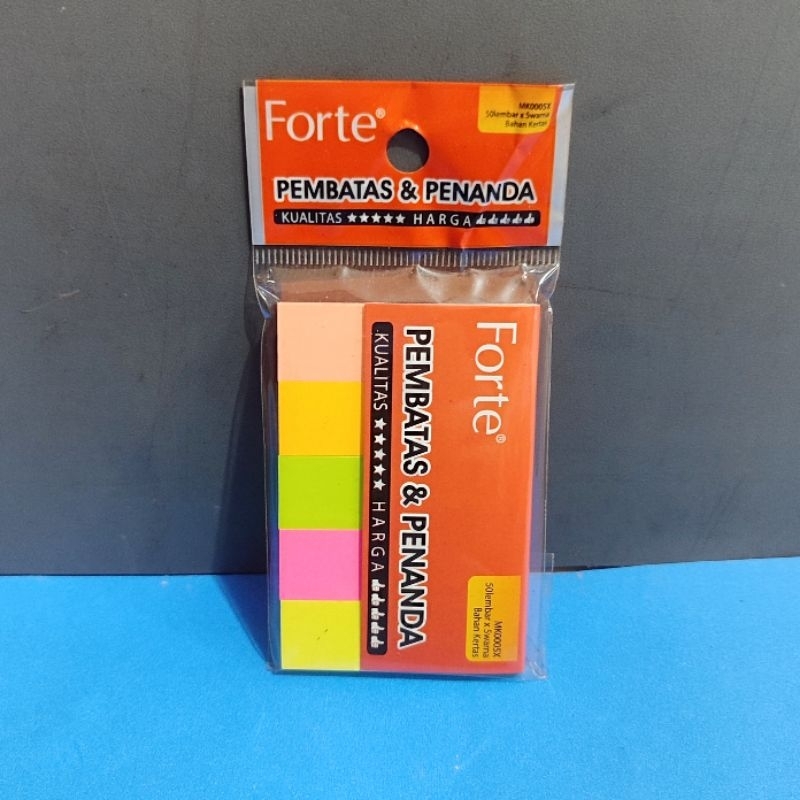 Forte®
MK0005X
50lembar x 5warna
Bahan Kertas
PEMBATAS & PENANDA
KUALITAS ★★★★★ HARGA 👍👍👍👍👍
Forte®
PEMBATAS & PENANDA
KUALITAS ★★★★★ HARGA 👍👍👍👍👍
MK0005X
50lembar x 5warna
Bahan Kertas